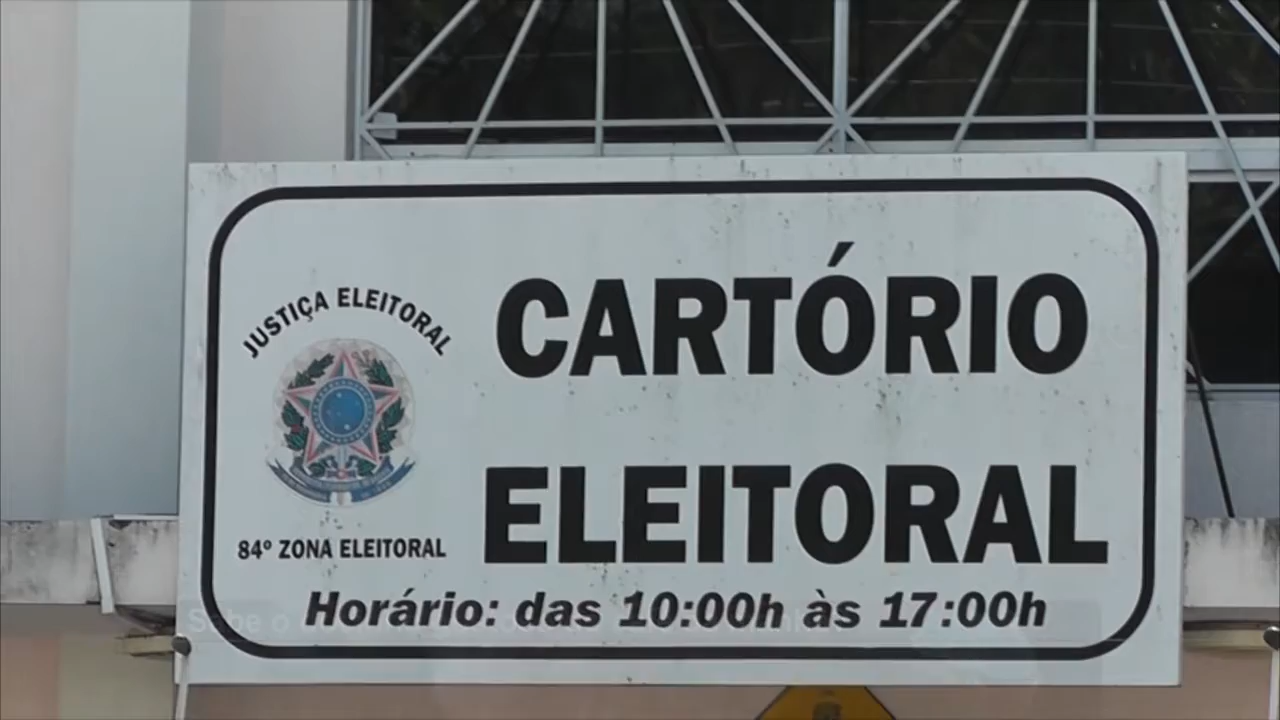 JUSTIÇA ELEITORAL
84º ZONA ELEITORAL
CARTÓRIO
ELEITORAL
Horário: das 10:00h às 17:00h